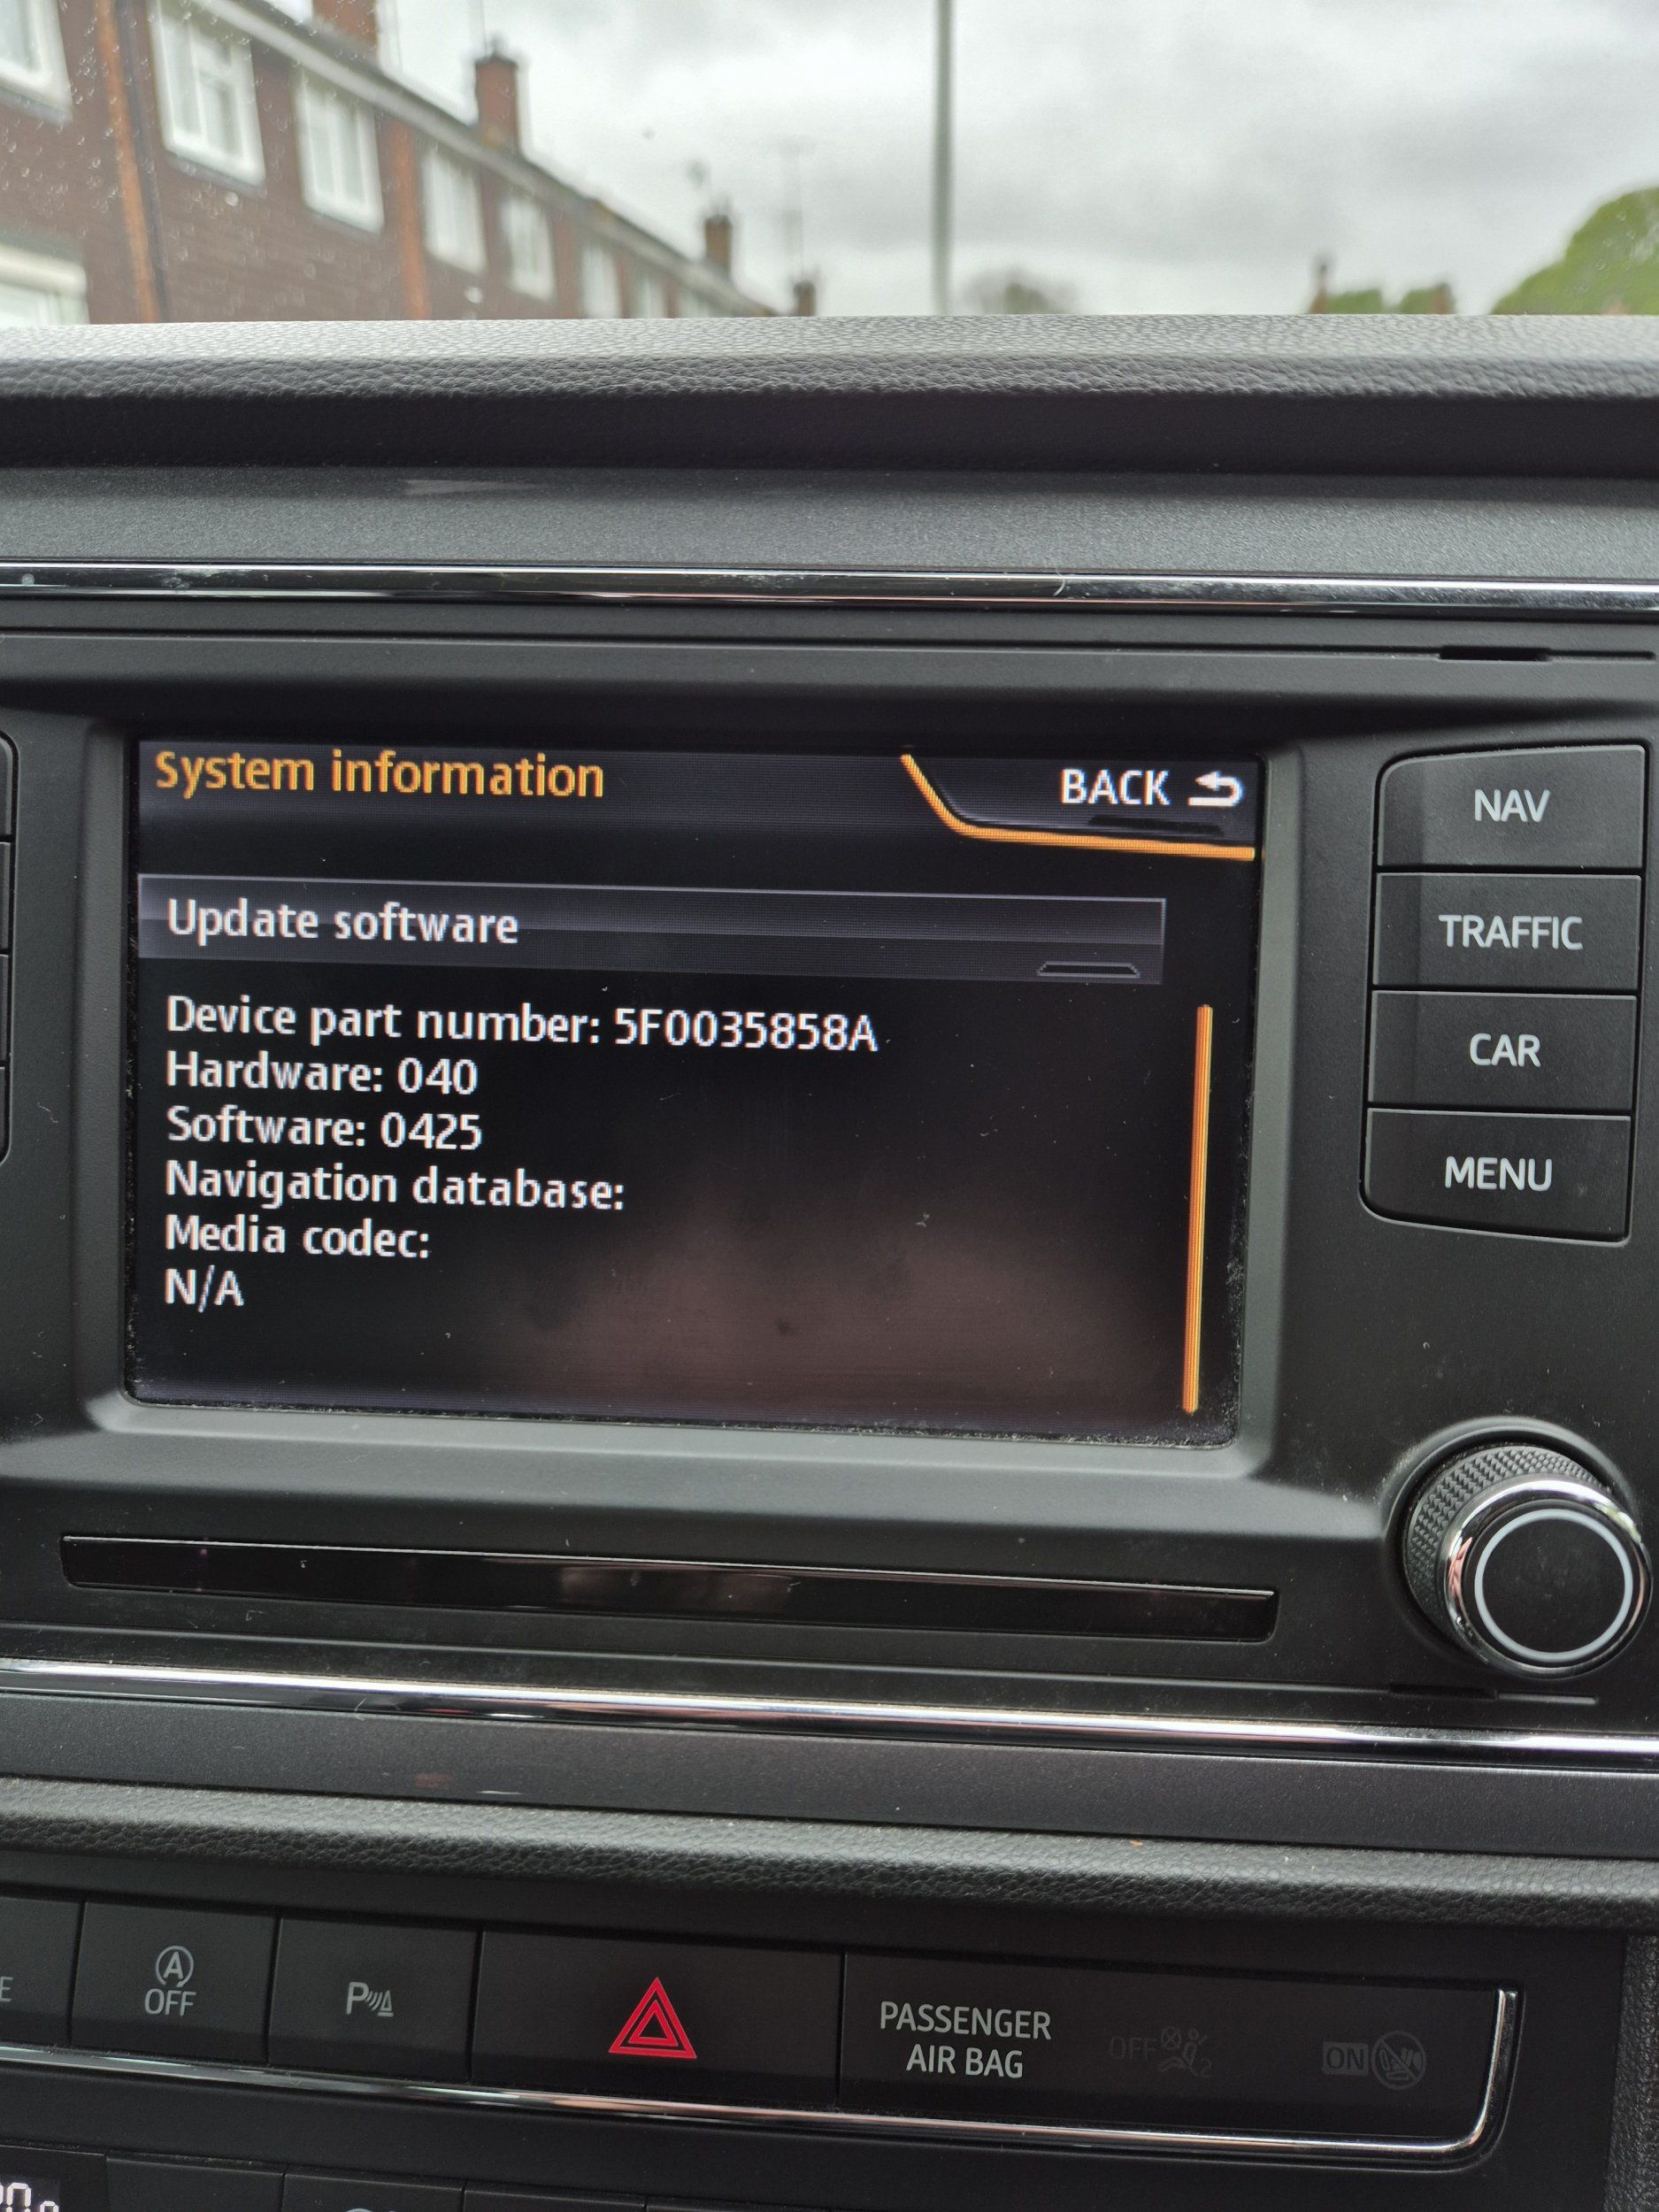 System information
BACK
Update software
Device part number: 5F0035858A
Hardware: 040
Software: 0425
Navigation database:
Media codec:
N/A
NAV
TRAFFIC
CAR
MENU
A
OFF
P
PASSENGER
AIR BAG
OFF
2
ON